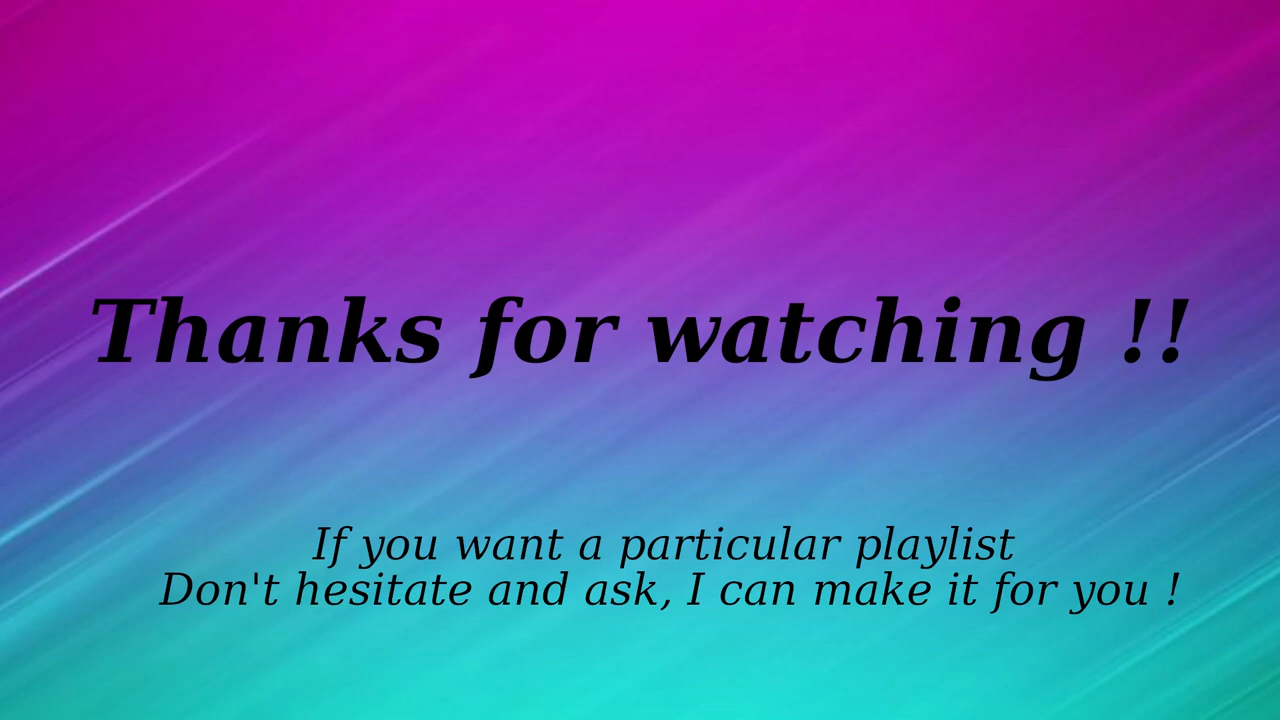 Thanks for watching !!
If you want a particular playlist
Don't hesitate and ask, I can make it for you !